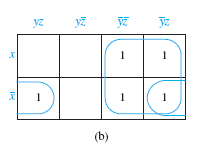 yz yz̄ ȳz̄ ȳz
x 1 1
x̄ 1 1 1
(b)